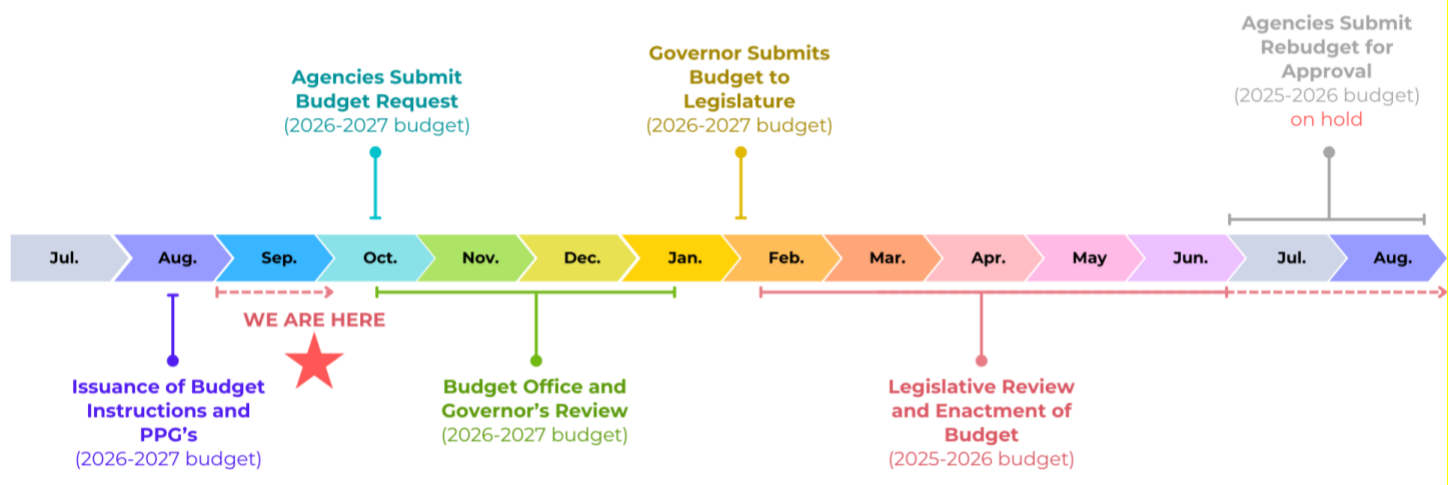 Agencies Submit
Rebudget for
Approval
(2025-2026 budget)
on hold
Governor Submits
Budget to
Legislature
(2026-2027 budget)
Agencies Submit
Budget Request
(2026-2027 budget)
Jul. Aug. Sep. Oct. Nov. Dec. Jan. Feb. Mar. Apr. May Jun. Jul. Aug.
WE ARE HERE
Issuance of Budget
Instructions and
PPG’s
(2026-2027 budget)
Budget Office and
Governor’s Review
(2026-2027 budget)
Legislative Review
and Enactment of
Budget
(2025-2026 budget)